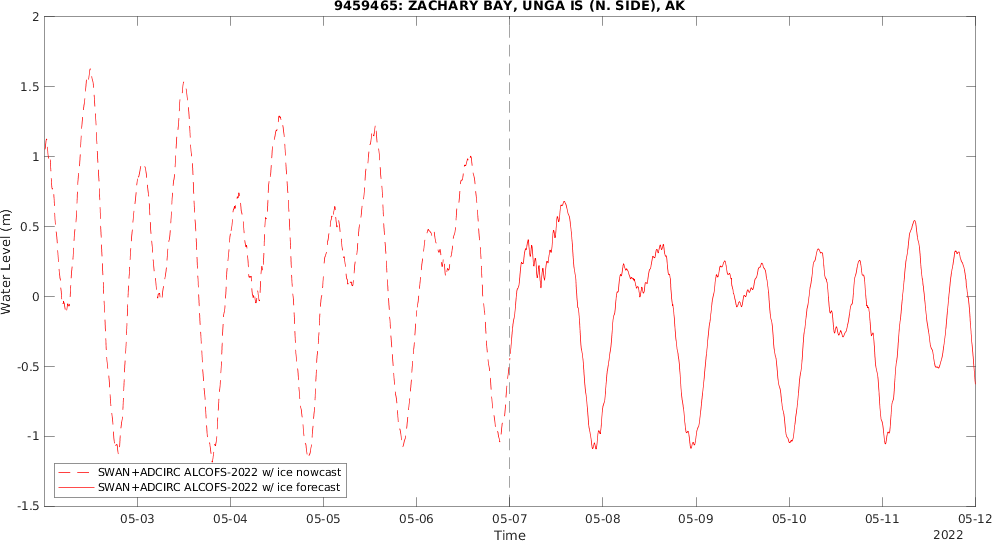 9459465: ZACHARY BAY, UNGA IS (N. SIDE), AK
Water Level (m)
2
1.5
1
0.5
0
-0.5
-1
-1.5
SWAN+ADCIRC ALCOFS-2022 w/ ice nowcast
SWAN+ADCIRC ALCOFS-2022 w/ ice forecast
05-03 05-04 05-05 05-06 05-07 05-08 05-09 05-10 05-11 05-12
Time
2022